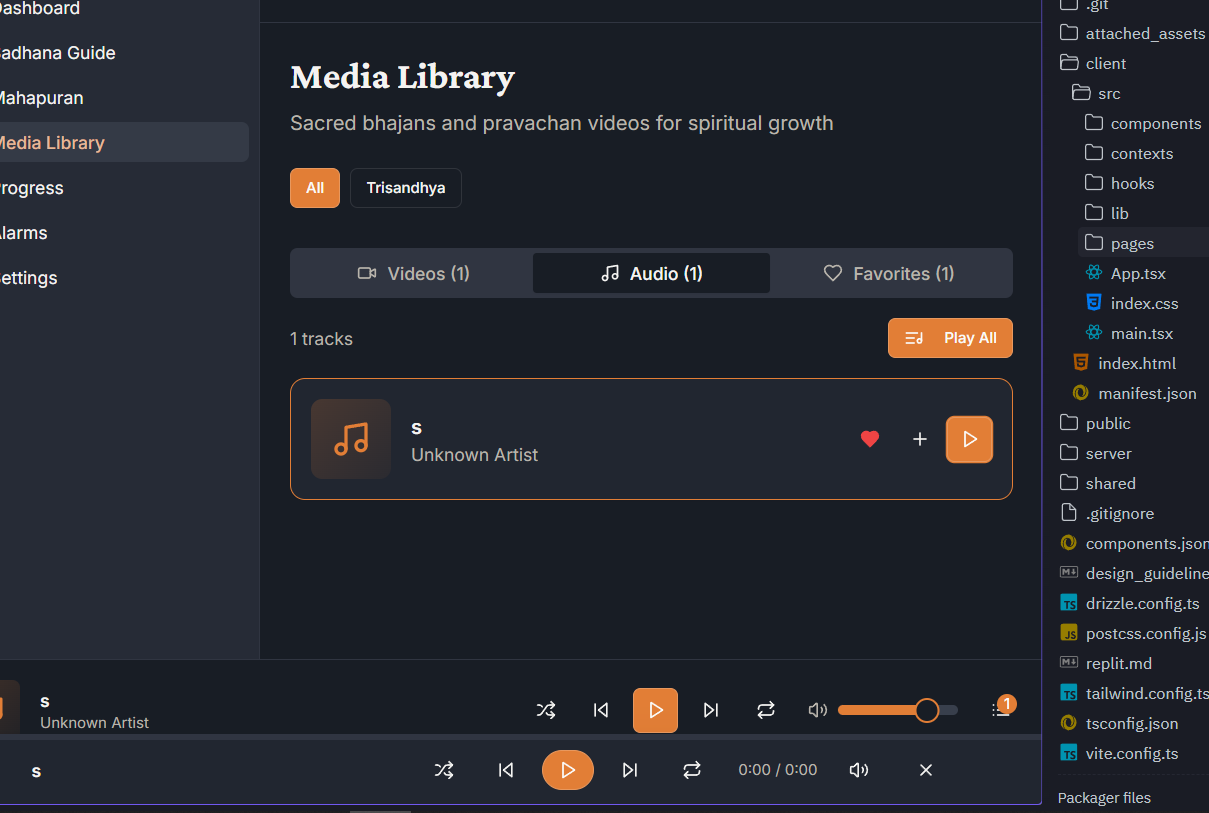 Dashboard
Sadhana Guide
Mahapuran
Media Library
Progress
Alarms
Settings
Media Library
Sacred bhajans and pravachan videos for spiritual growth
All
Trisandhya
Videos (1)
Audio (1)
Favorites (1)
1 tracks
Play All
s
Unknown Artist
s
Unknown Artist
1
s
0:00 / 0:00
.git
attached_assets
client
src
components
contexts
hooks
lib
pages
App.tsx
index.css
main.tsx
index.html
manifest.json
public
server
shared
.gitignore
components.json
design_guideline
drizzle.config.ts
postcss.config.js
replit.md
tailwind.config.ts
tsconfig.json
vite.config.ts
Packager files